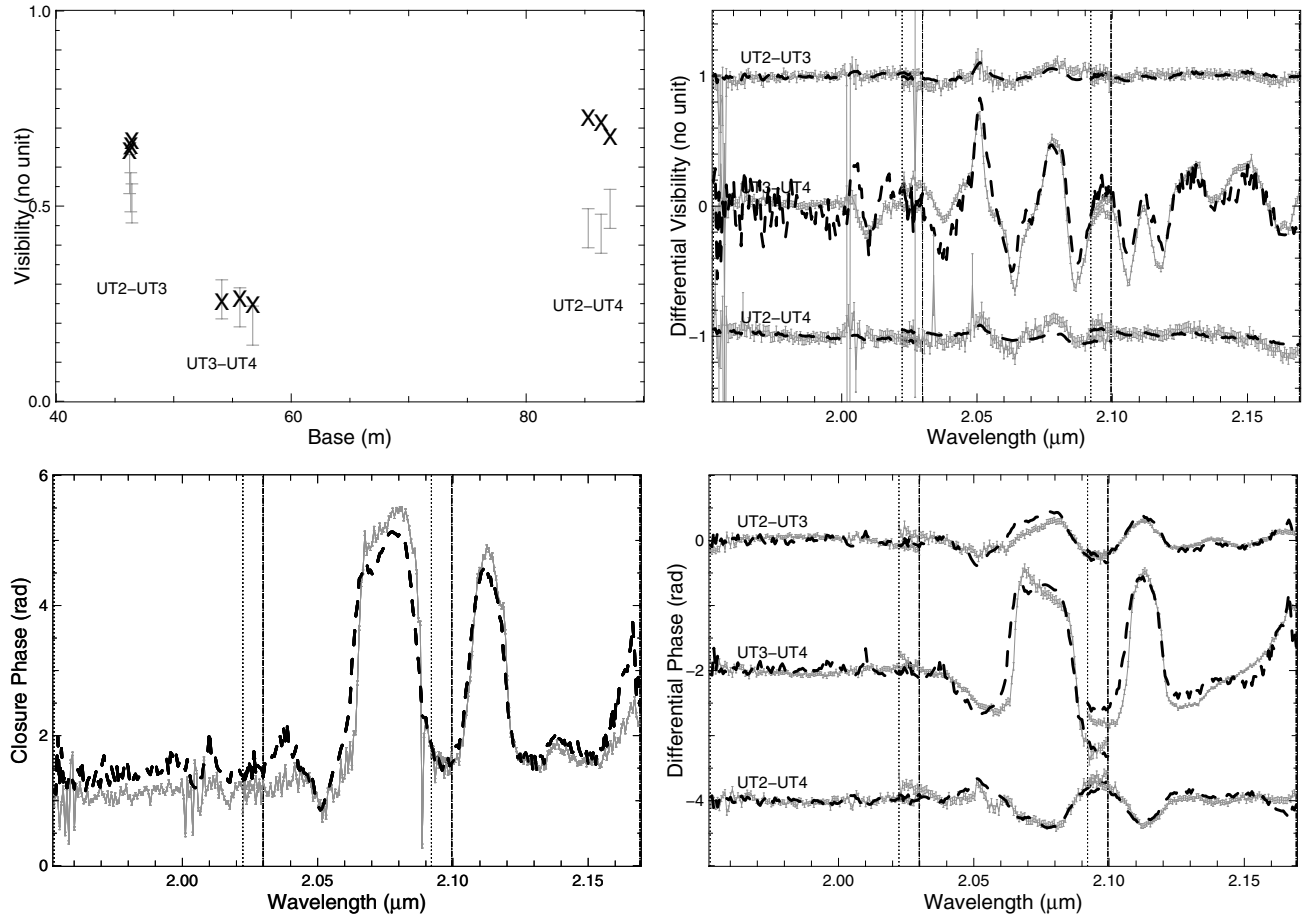 1.0
Visibility (no unit)
0.5
0.0
UT2−UT3
UT3−UT4
UT2−UT4
X X X
X X X
X X X
40 60 80
Base (m)
Differential Visibility (no unit)
1
0
−1
UT2−UT3
UT3−UT4
UT2−UT4
2.00 2.05 2.10 2.15
Wavelength (μm)
Closure Phase (rad)
6
4
2
0
2.00 2.05 2.10 2.15
Wavelength (μm)
Differential Phase (rad)
0
−2
−4
UT2−UT3
UT3−UT4
UT2−UT4
2.00 2.05 2.10 2.15
Wavelength (μm)